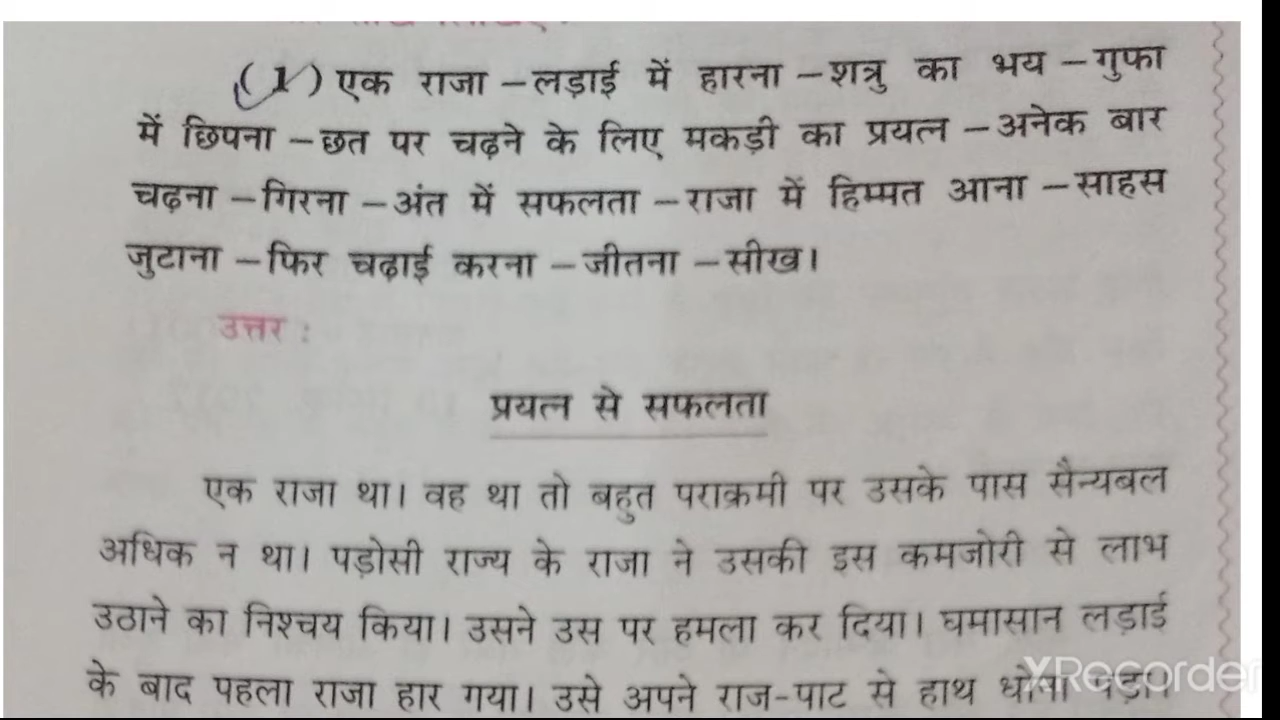 (1) एक राजा – लड़ाई में हारना – शत्रु का भय – गुफा
में छिपना – छत पर चढ़ने के लिए मकड़ी का प्रयत्न – अनेक बार
चढ़ना – गिरना – अंत में सफलता – राजा में हिम्मत आना – साहस
जुटाना – फिर चढ़ाई करना – जीतना – सीख।
उत्तर :
प्रयत्न से सफलता
एक राजा था। वह था तो बहुत पराक्रमी पर उसके पास सैन्यबल
अधिक न था। पड़ोसी राज्य के राजा ने उसकी इस कमजोरी से लाभ
उठाने का निश्चय किया। उसने उस पर हमला कर दिया। घमासान लड़ाई
के बाद पहला राजा हार गया। उसे अपने राज-पाट से हाथ धोना पड़ा।
XRecorder